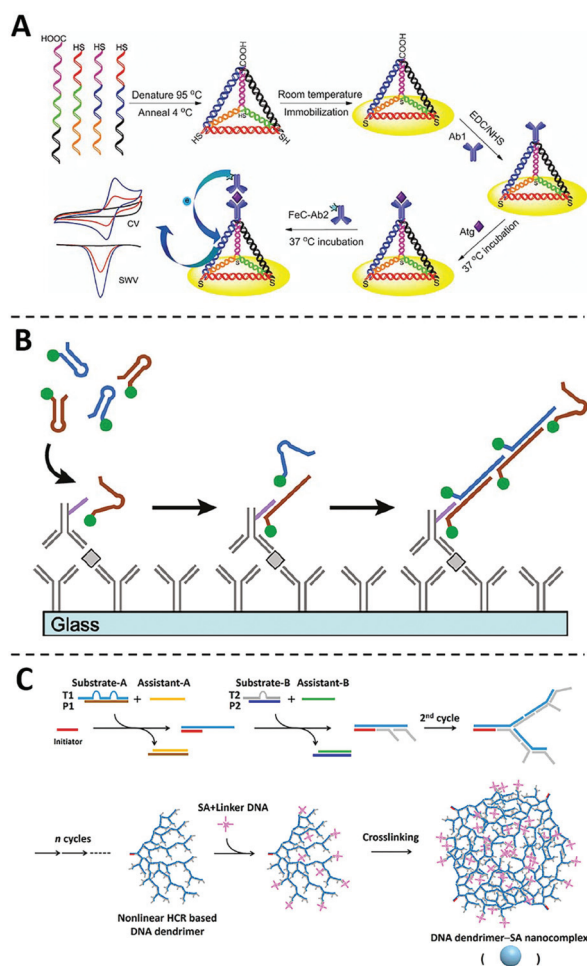 A
HOOC HS HS HS
Denature 95 °C
Anneal 4 °C
COOH
HS
HS
SH
Room temperature
Immobilization
COOH
S
S
S
EDC/NHS
Ab1
S
S
S
Atg
37 °C incubation
S
S
S
FeC-Ab2
37 °C incubation
e
S
S
S
CV
SWV
B
Glass
C
Substrate-A Assistant-A
T1
P1
+
Substrate-B Assistant-B
T2
P2
+
Initiator
2nd cycle
n cycles
SA+Linker DNA
Crosslinking
Nonlinear HCR based
DNA dendrimer
DNA dendrimer–SA nanocomplex
( )